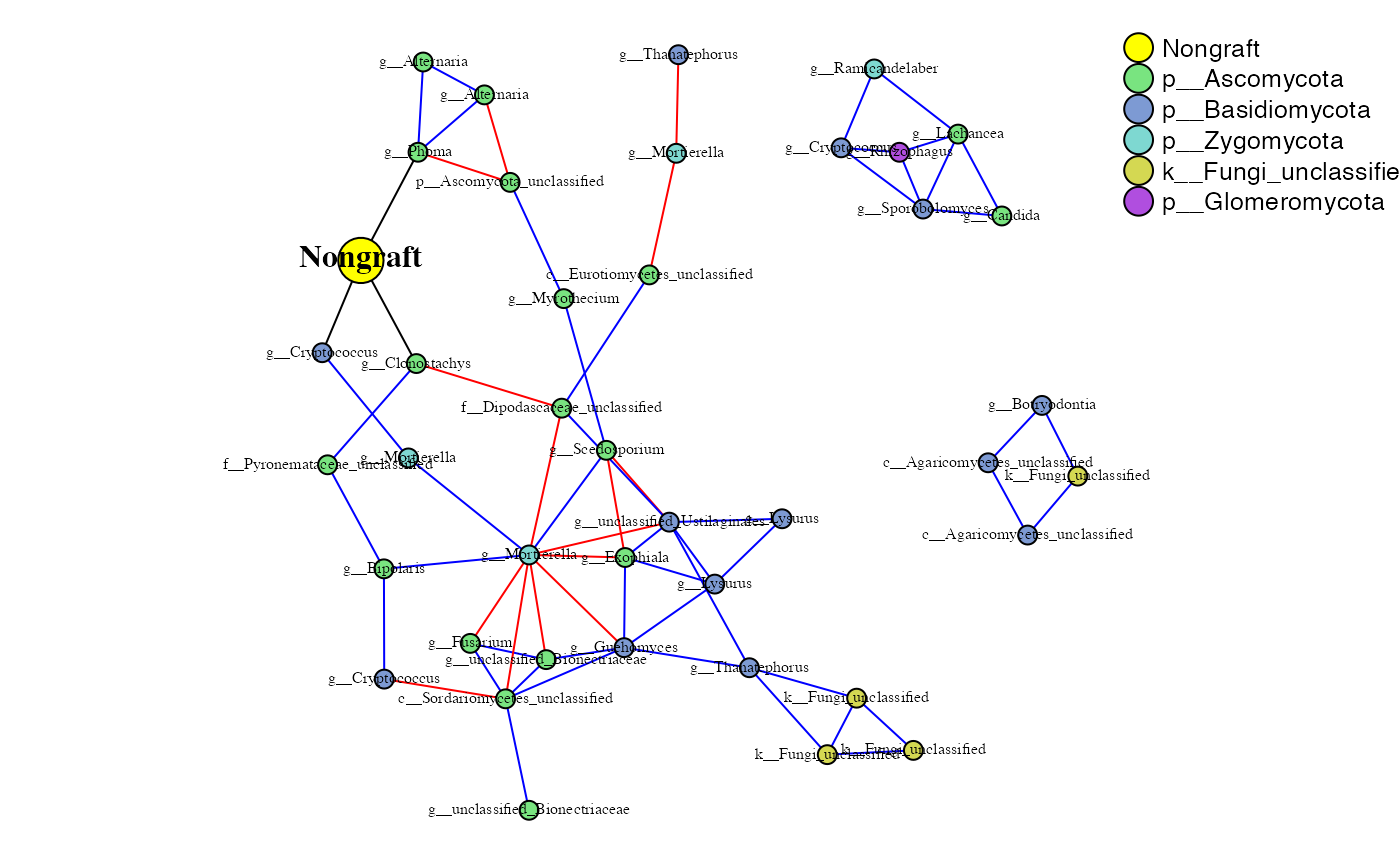 g__Thanatephorus
g__Alternaria
g__Ramicandelaber
g__Alternaria
g__Lachancea
g__Cryptococcus
g__Rhizophagus
g__Phoma
g__Mortierella
p__Ascomycota_unclassified
g__Sporobolomyces
g__Candida
Nongraft
c__Eurotiomycetes_unclassified
g__Myrothecium
g__Cryptococcus
g__Clonostachys
f__Dipodascaceae_unclassified
g__Botryodontia
g__Scedosporium
g__Mortierella
f__Pyronemataceae_unclassified
c__Agaricomycetes_unclassified
k__Fungi_unclassified
g__unclassified_Ustilaginales
g__Lysurus
c__Agaricomycetes_unclassified
g__Mortierella
g__Exophiala
g__Bipolaris
g__Lysurus
g__Fusarium
g__Guehomyces
g__unclassified_Bionectriaceae
g__Thanatephorus
g__Cryptococcus
c__Sordariomycetes_unclassified
k__Fungi_unclassified
k__Fungi_unclassified
k__Fungi_unclassified
g__unclassified_Bionectriaceae
Nongraft
p__Ascomycota
p__Basidiomycota
p__Zygomycota
k__Fungi_unclassifie
p__Glomeromycota